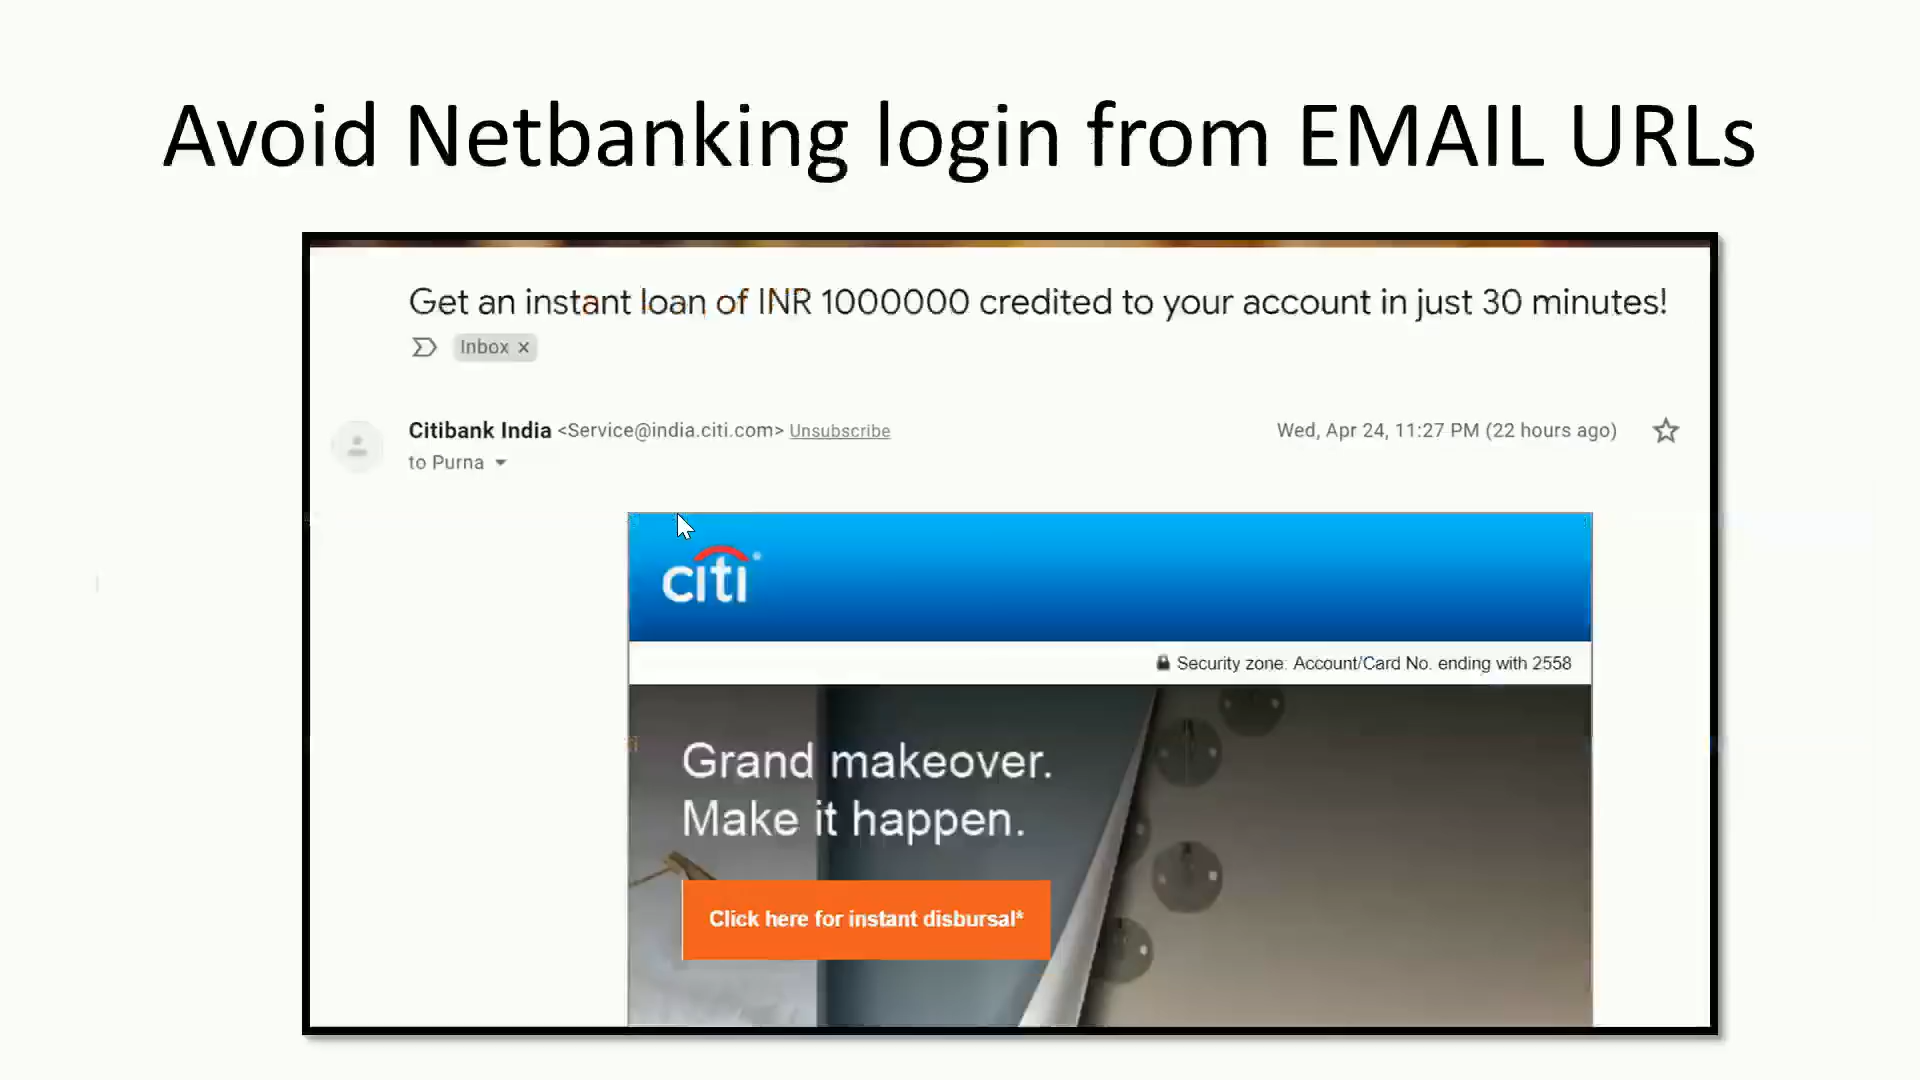 Avoid Netbanking login from EMAIL URLs
Get an instant loan of INR 1000000 credited to your account in just 30 minutes!
Inbox ×
Citibank India <Service@india.citi.com> Unsubscribe Wed, Apr 24, 11:27 PM (22 hours ago)
to Purna
citi
Security zone: Account/Card No. ending with 2558
Grand makeover.
Make it happen.
Click here for instant disbursal*